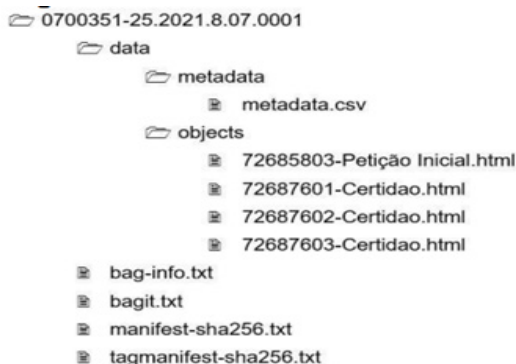 0700351-25.2021.8.07.0001
data
metadata
metadata.csv
objects
72685803-Petição Inicial.html
72687601-Certidao.html
72687602-Certidao.html
72687603-Certidao.html
bag-info.txt
bagit.txt
manifest-sha256.txt
tagmanifest-sha256.txt